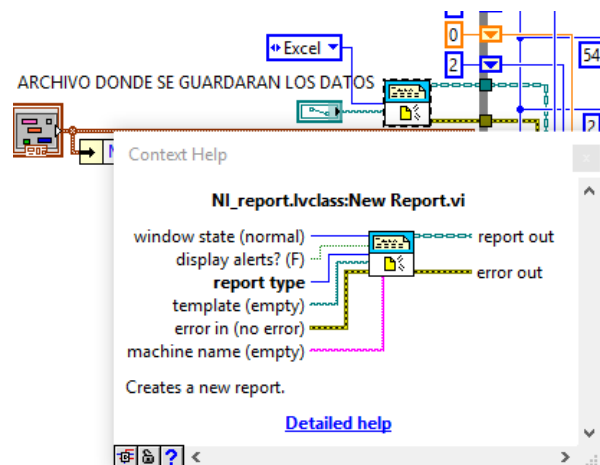 Excel
0
54
2
ARCHIVO DONDE SE GUARDARAN LOS DATOS
2
Context Help
NI_report.lvclass:New Report.vi
window state (normal)
report out
display alerts? (F)
report type
error out
template (empty)
error in (no error)
machine name (empty)
Creates a new report.
Detailed help
?